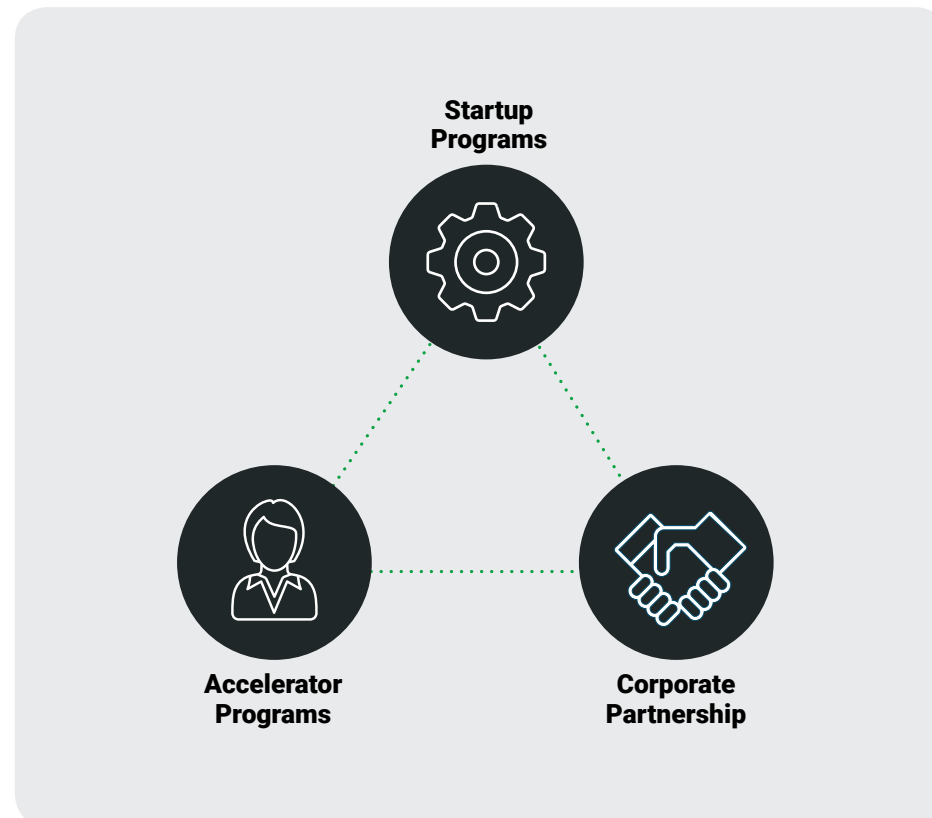 Startup
Programs
Accelerator
Programs
Corporate
Partnership